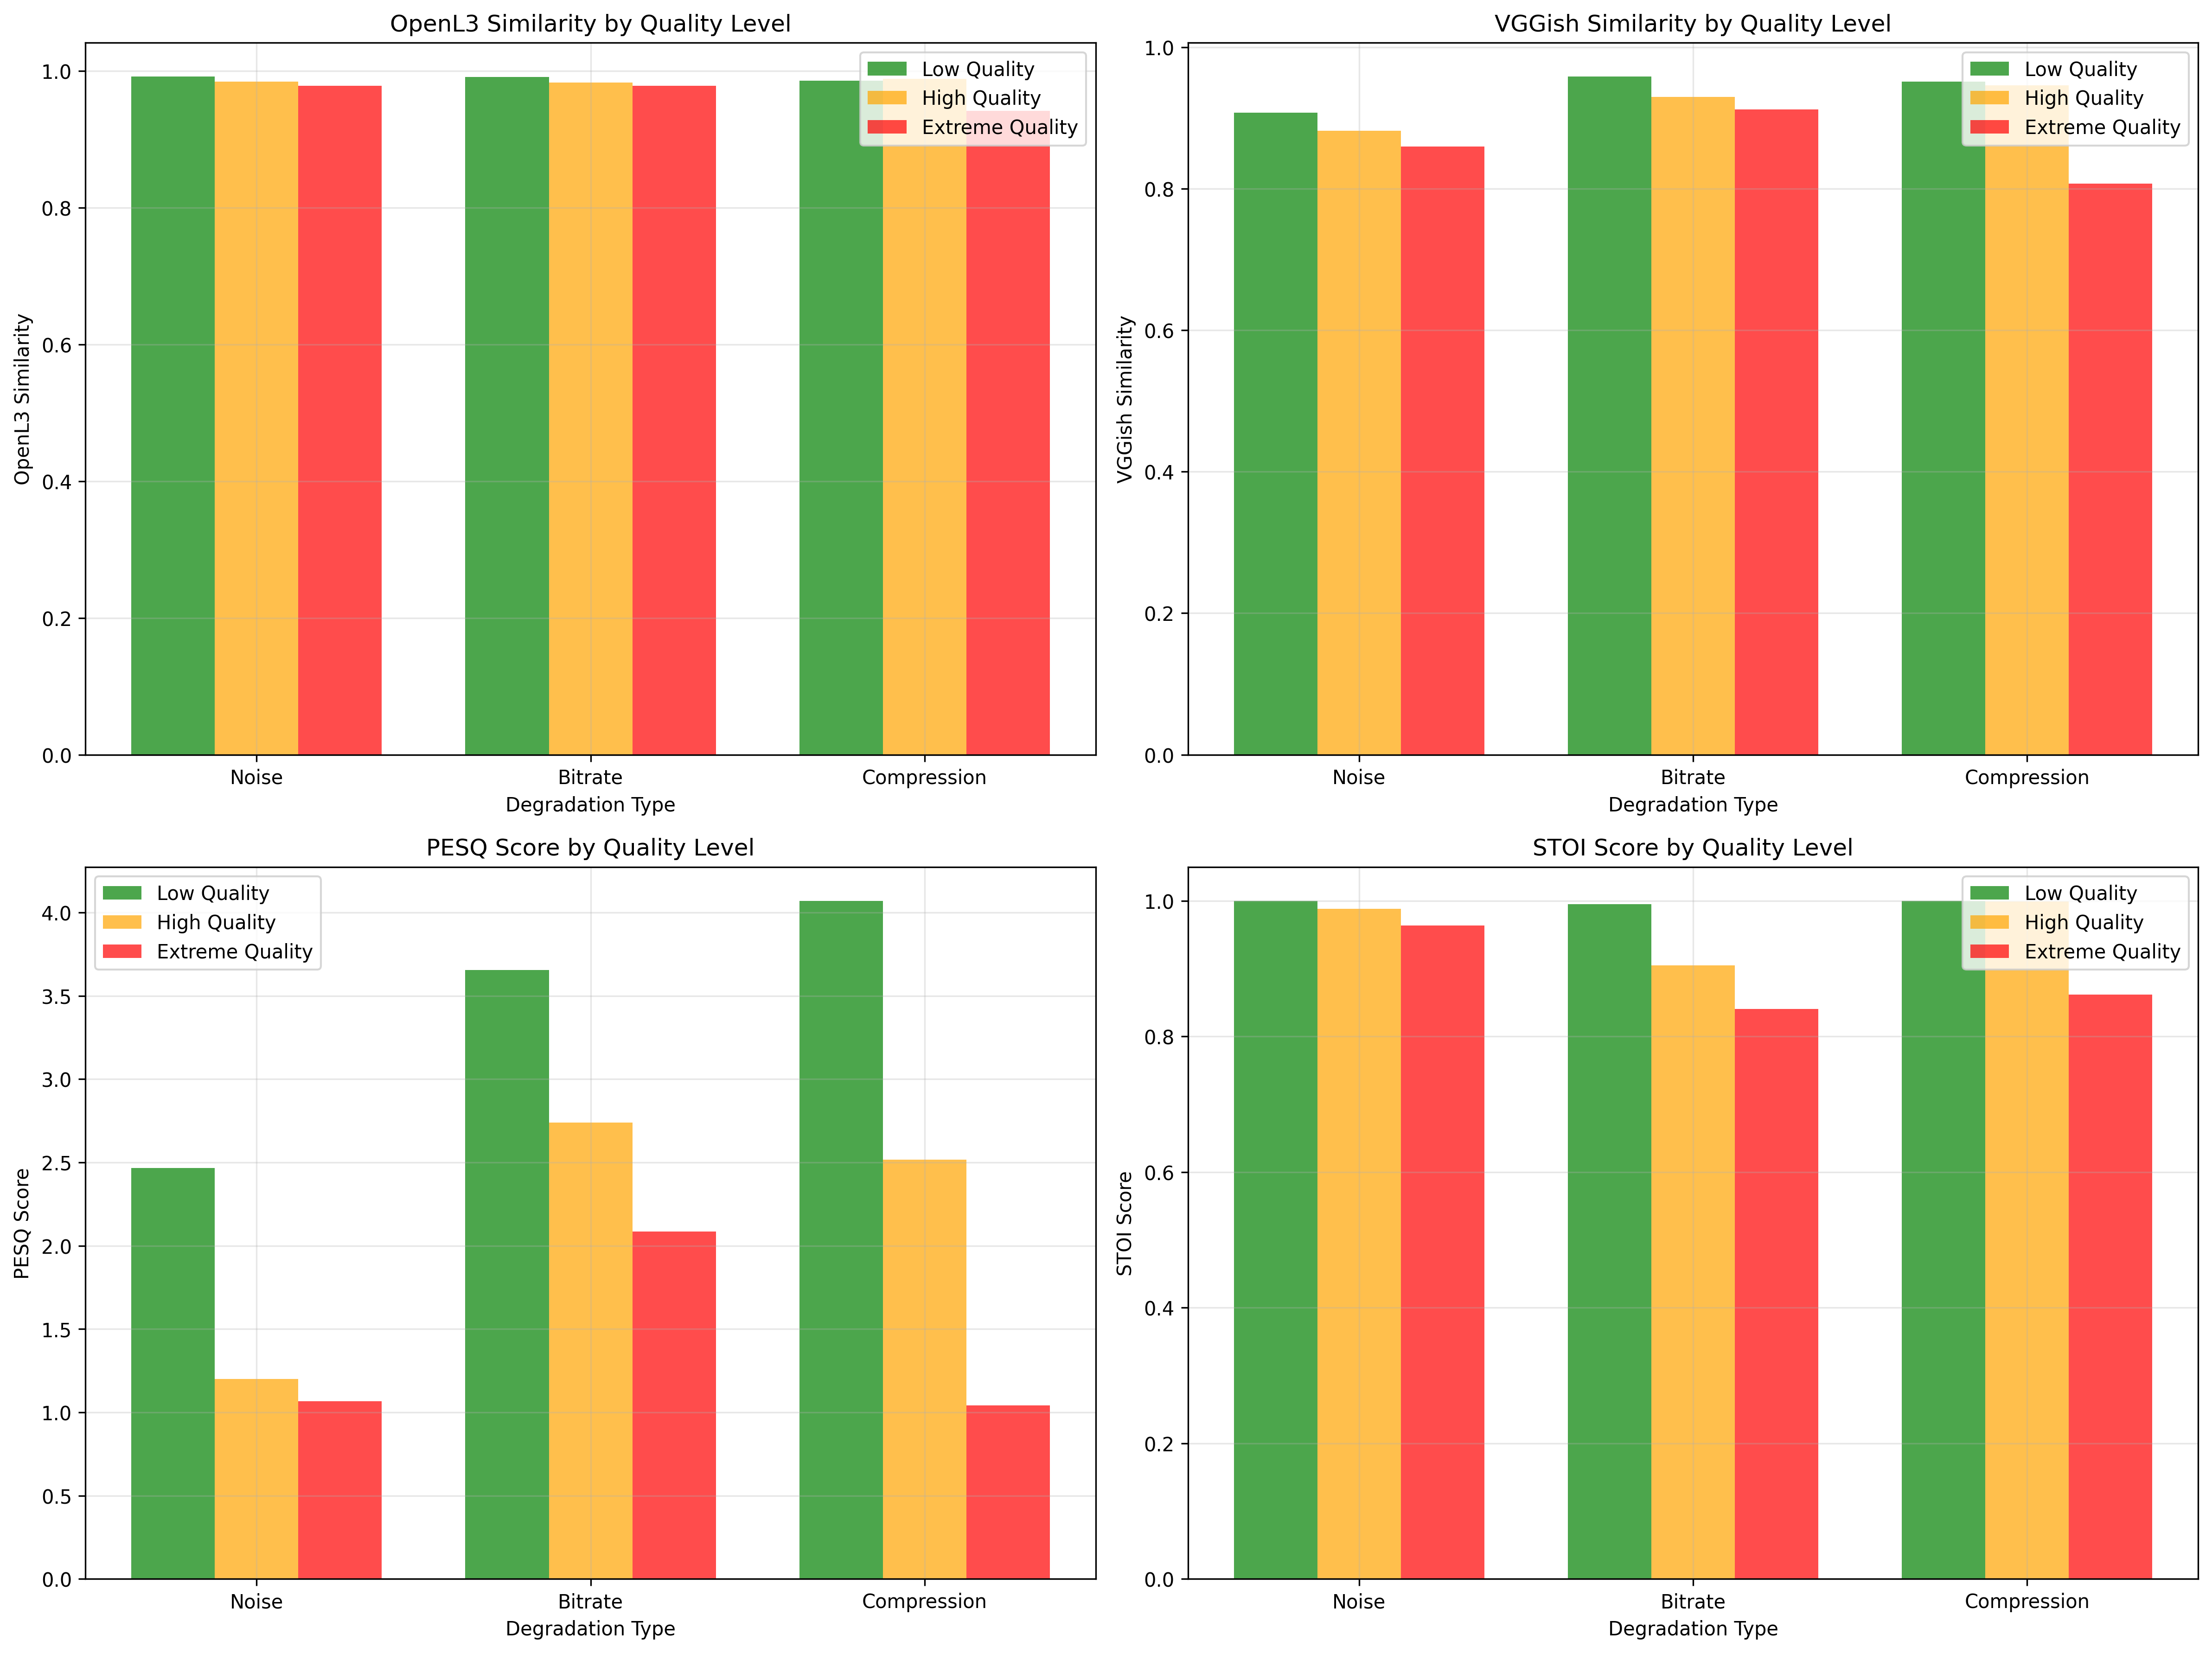 OpenL3 Similarity by Quality Level
OpenL3 Similarity
1.0
0.8
0.6
0.4
0.2
0.0
Low Quality
High Quality
Extreme Quality
Noise
Bitrate
Compression
Degradation Type
VGGish Similarity by Quality Level
VGGish Similarity
1.0
0.8
0.6
0.4
0.2
0.0
Low Quality
High Quality
Extreme Quality
Noise
Bitrate
Compression
Degradation Type
PESQ Score by Quality Level
PESQ Score
4.0
3.5
3.0
2.5
2.0
1.5
1.0
0.5
0.0
Low Quality
High Quality
Extreme Quality
Noise
Bitrate
Compression
Degradation Type
STOI Score by Quality Level
STOI Score
1.0
0.8
0.6
0.4
0.2
0.0
Low Quality
High Quality
Extreme Quality
Noise
Bitrate
Compression
Degradation Type